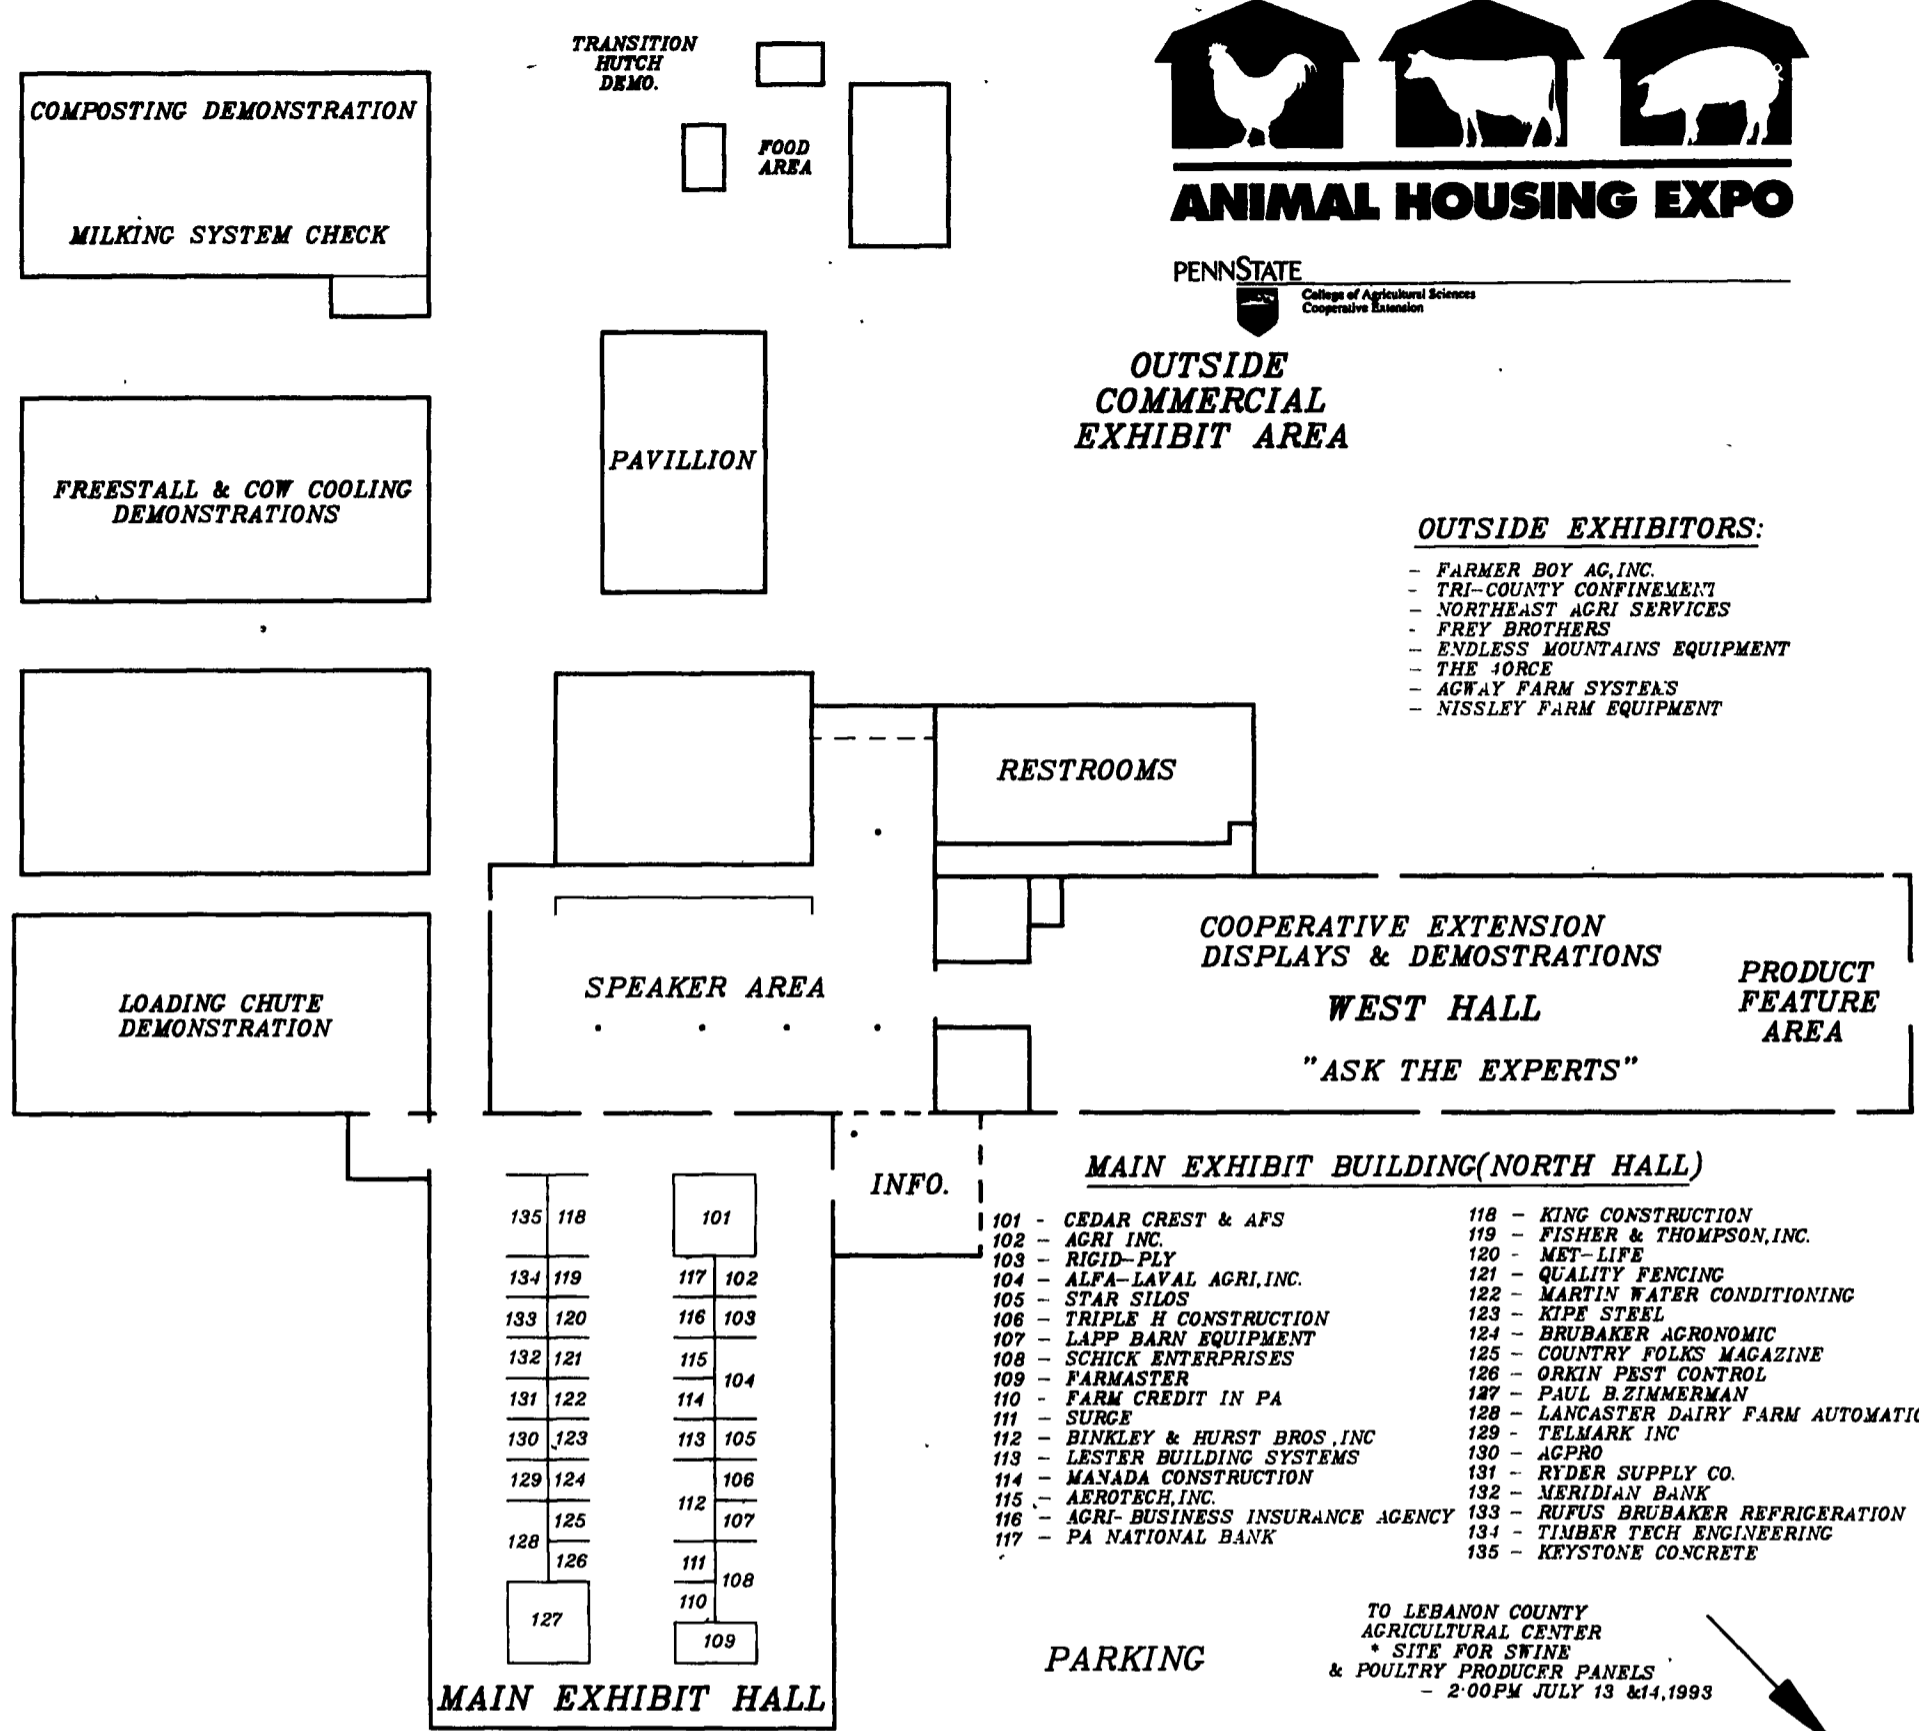 TRANSITION
HUTCH
DEMO.
COMPOSTING DEMONSTRATION
MILKING SYSTEM CHECK
FOOD
AREA
ANIMAL HOUSING EXPO
PENNSTATE
College of Agricultural Sciences
Cooperative Extension
OUTSIDE
COMMERCIAL
EXHIBIT AREA
FREESTALL & COW COOLING
DEMONSTRATIONS
PAVILLION
OUTSIDE EXHIBITORS:
- FARMER BOY AG,INC.
- TRI-COUNTY CONFINEMENT
- NORTHEAST AGRI SERVICES
- FREY BROTHERS
- ENDLESS MOUNTAINS EQUIPMENT
- THE
- AGWAY FARM SYSTEMS
- NISSLEY FARM EQUIPMENT
RESTROOMS
LOADING CHUTE
DEMONSTRATION
SPEAKER AREA
COOPERATIVE EXTENSION
DISPLAYS & DEMOSTRATIONS
WEST HALL
"ASK THE EXPERTS"
PRODUCT
FEATURE
AREA
INFO.
135 118 101
134 119 117 102
133 120 116 103
132 121 115
104
131 122 114
130 123 113 105
129 124 106
112
125 107
128
126 111
108
110
127
109
MAIN EXHIBIT HALL
MAIN EXHIBIT BUILDING(NORTH HALL)
101 - CEDAR CREST & AFS
102 - AGRI INC.
103 - RIGID-PLY
104 - ALFA-LAVAL AGRI,INC.
105 - STAR SILOS
106 - TRIPLE H CONSTRUCTION
107 - LAPP BARN EQUIPMENT
108 - SCHICK ENTERPRISES
109 - FARMASTER
110 - FARM CREDIT IN PA
111 - SURGE
112 - BINKLEY & HURST BROS ,INC
113 - LESTER BUILDING SYSTEMS
114 - MANADA CONSTRUCTION
115 - AEROTECH,INC.
116 - AGRI-BUSINESS INSURANCE AGENCY
117 - PA NATIONAL BANK
118 - KING CONSTRUCTION
119 - FISHER & THOMPSON,INC.
120 - MET-LIFE
121 - QUALITY FENCING
122 - MARTIN WATER CONDITIONING
123 - KIPE STEEL
124 - BRUBAKER AGRONOMIC
125 - COUNTRY FOLKS MAGAZINE
126 - ORKIN PEST CONTROL
127 - PAUL B.ZIMMERMAN
128 - LANCASTER DAIRY FARM
129 - TELMARK INC
130 - AGPRO
131 - RYDER SUPPLY CO.
132 - MERIDIAN BANK
133 - RUFUS BRUBAKER REFRIGERATION
134 - TIMBER TECH ENGINEERING
135 - KEYSTONE CONCRETE
PARKING
TO LEBANON COUNTY
AGRICULTURAL CENTER
* SITE FOR SWINE
& POULTRY PRODUCER PANELS
- 2:00PM JULY 13 &14,1993